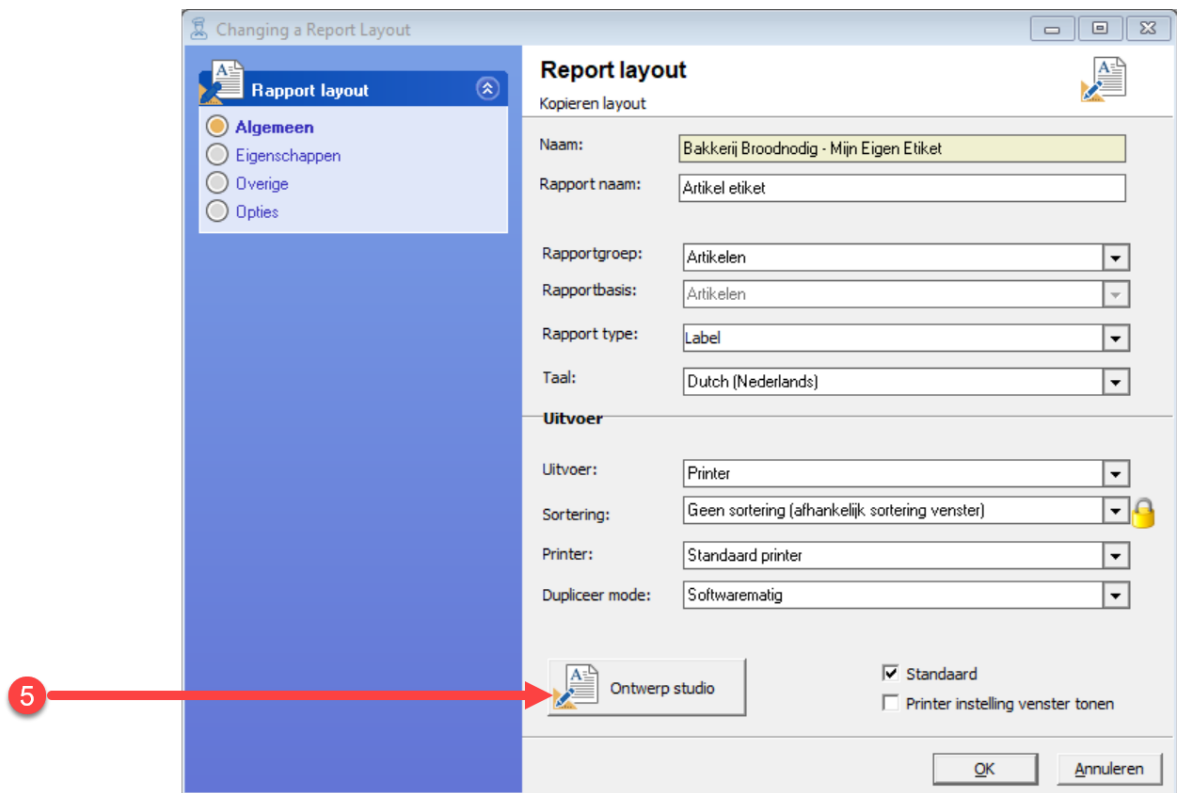 Changing a Report Layout
Rapport layout
Algemeen
Eigenschappen
Overige
Opties
Report layout
Kopieren layout
Naam: Bakkerij Broodnodig - Mijn Eigen Etiket
Rapport naam: Artikel etiket
Rapportgroep: Artikelen
Rapportbasis: Artikelen
Rapport type: Label
Taal: Dutch (Nederlands)
Uitvoer
Uitvoer: Printer
Sortering: Geen sortering (afhankelijk sortering venster)
Printer: Standaard printer
Dupliceer mode: Softwarematig
5
Ontwerp studio
Standaard
Printer instelling venster tonen
OK Annuleren